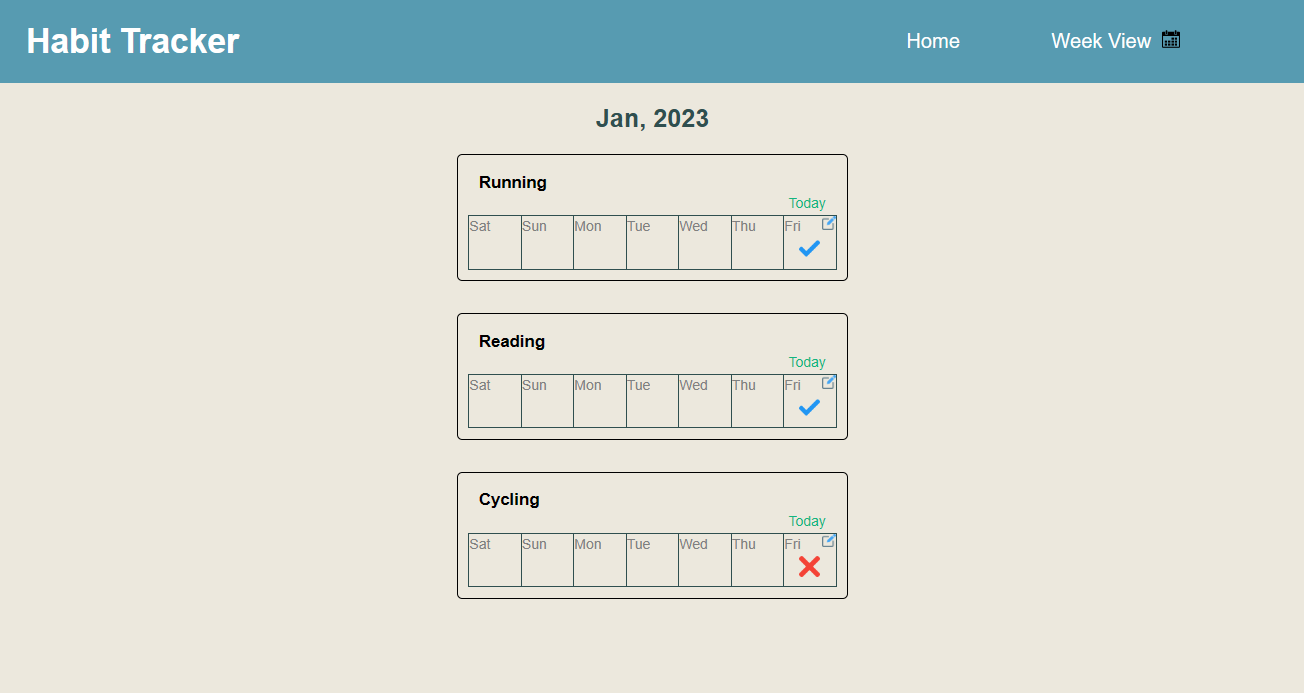 Habit Tracker Home Week View
Jan, 2023
Running
Today
Sat Sun Mon Tue Wed Thu Fri
Reading
Today
Sat Sun Mon Tue Wed Thu Fri
Cycling
Today
Sat Sun Mon Tue Wed Thu Fri